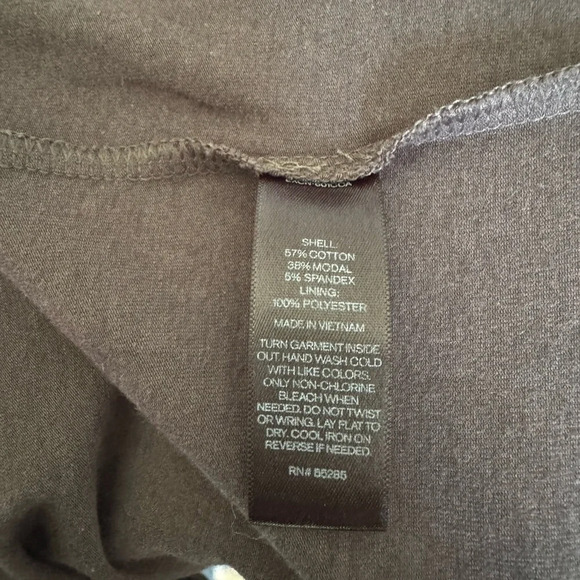 SHELL:
57% COTTON
38% MODAL
5% SPANDEX
LINING:
100% POLYESTER
MADE IN VIETNAM
TURN GARMENT INSIDE
OUT HAND WASH COLD
WITH LIKE COLORS,
ONLY NON-CHLORINE
BLEACH WHEN
NEEDED. DO NOT TWIST
OR WRING. LAY FLAT TO
DRY. COOL IRON ON
REVERSE IF NEEDED.
RN# 55285